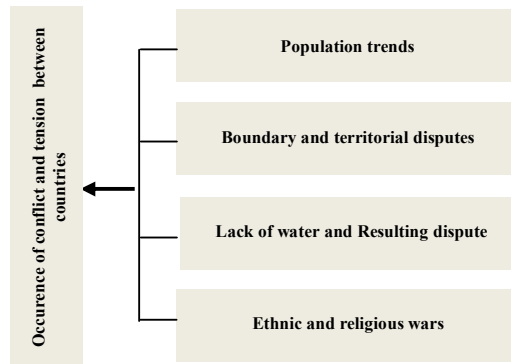 Occurence of conflict and tension between
countries
Population trends
Boundary and territorial disputes
Lack of water and Resulting dispute
Ethnic and religious wars